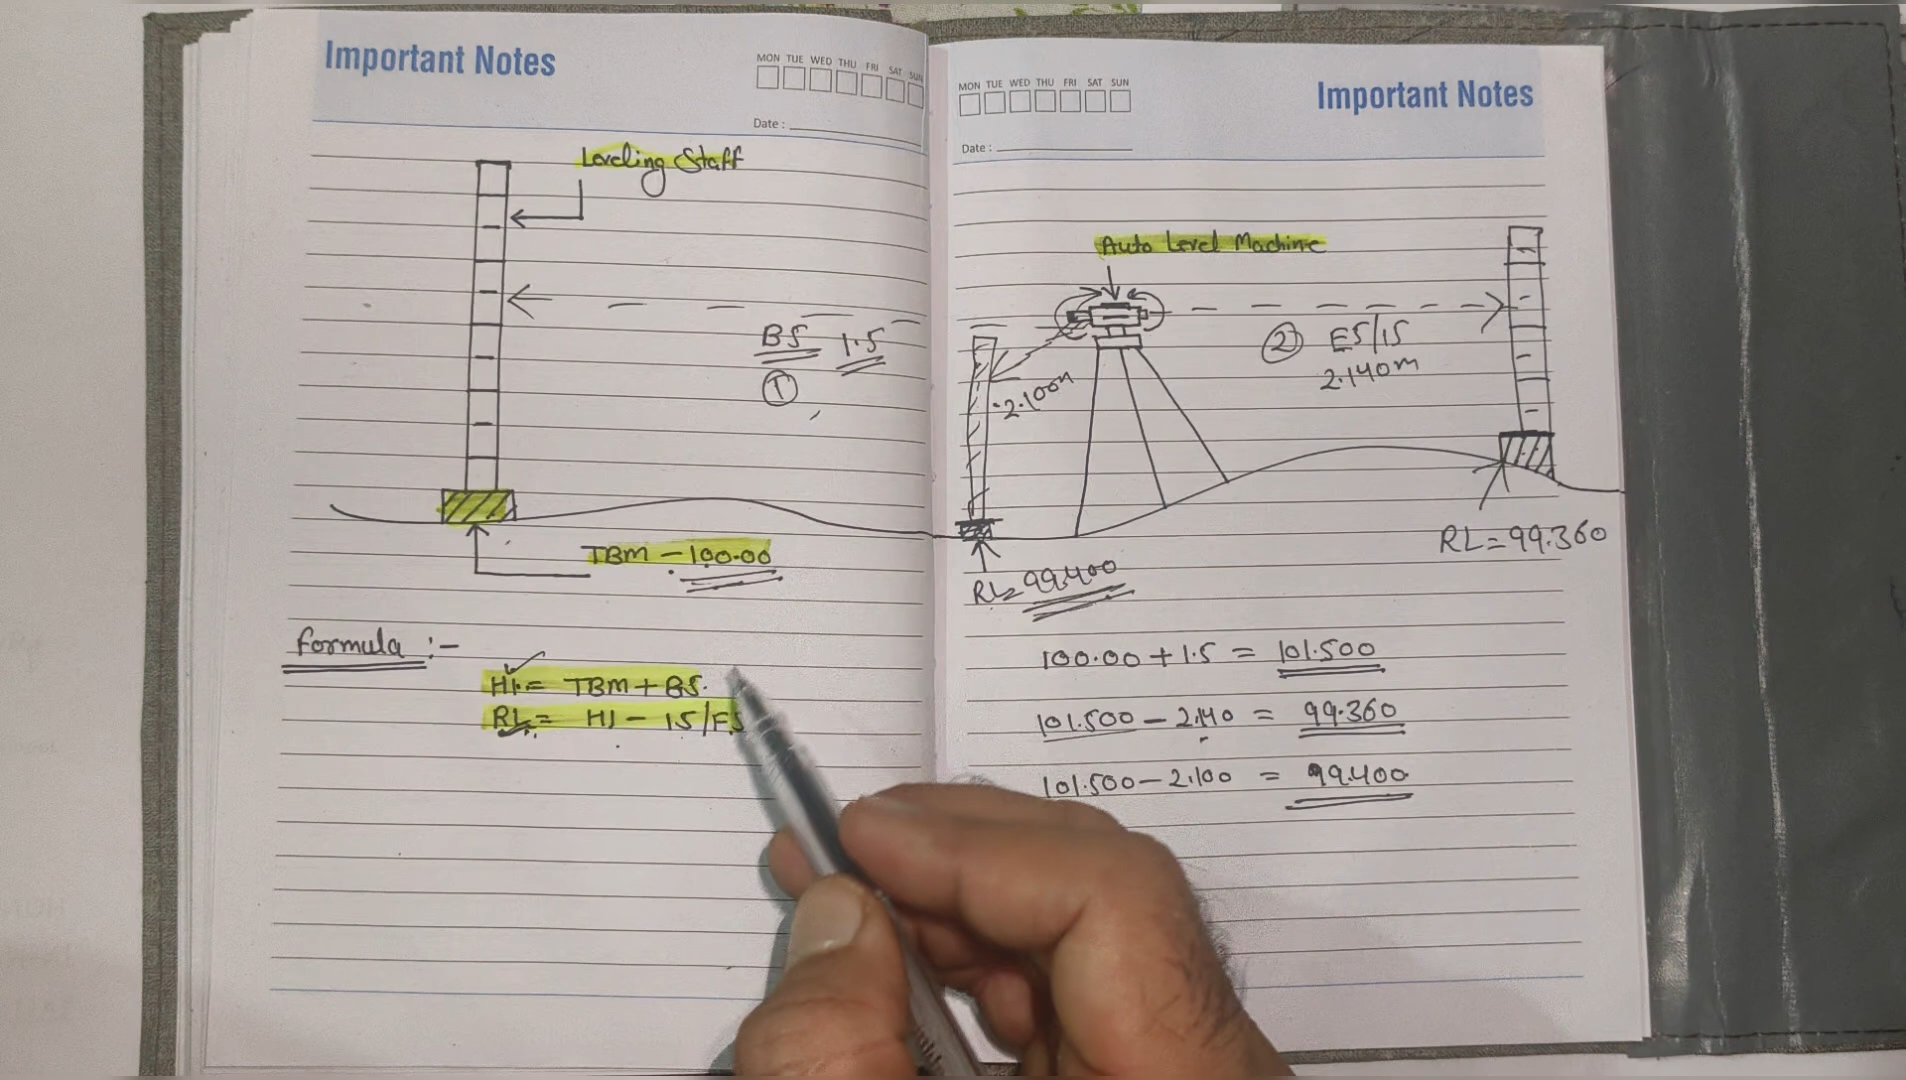 Important Notes
MON TUE WED THU FRI SAT SUN
Date :
Leveling Staff
BS 1.5
1
TBM - 100.00
Formula :-
HI = TBM + BS.
RL = HI - IS/FS
MON TUE WED THU FRI SAT SUN
Important Notes
Date :
Auto Level Machine
2 FS/IS
2.140m
2.100m
RL = 99.360
RL = 99.400
100.00 + 1.5 = 101.500
101.500 - 2.140 = 99.360
101.500 - 2.100 = 99.400